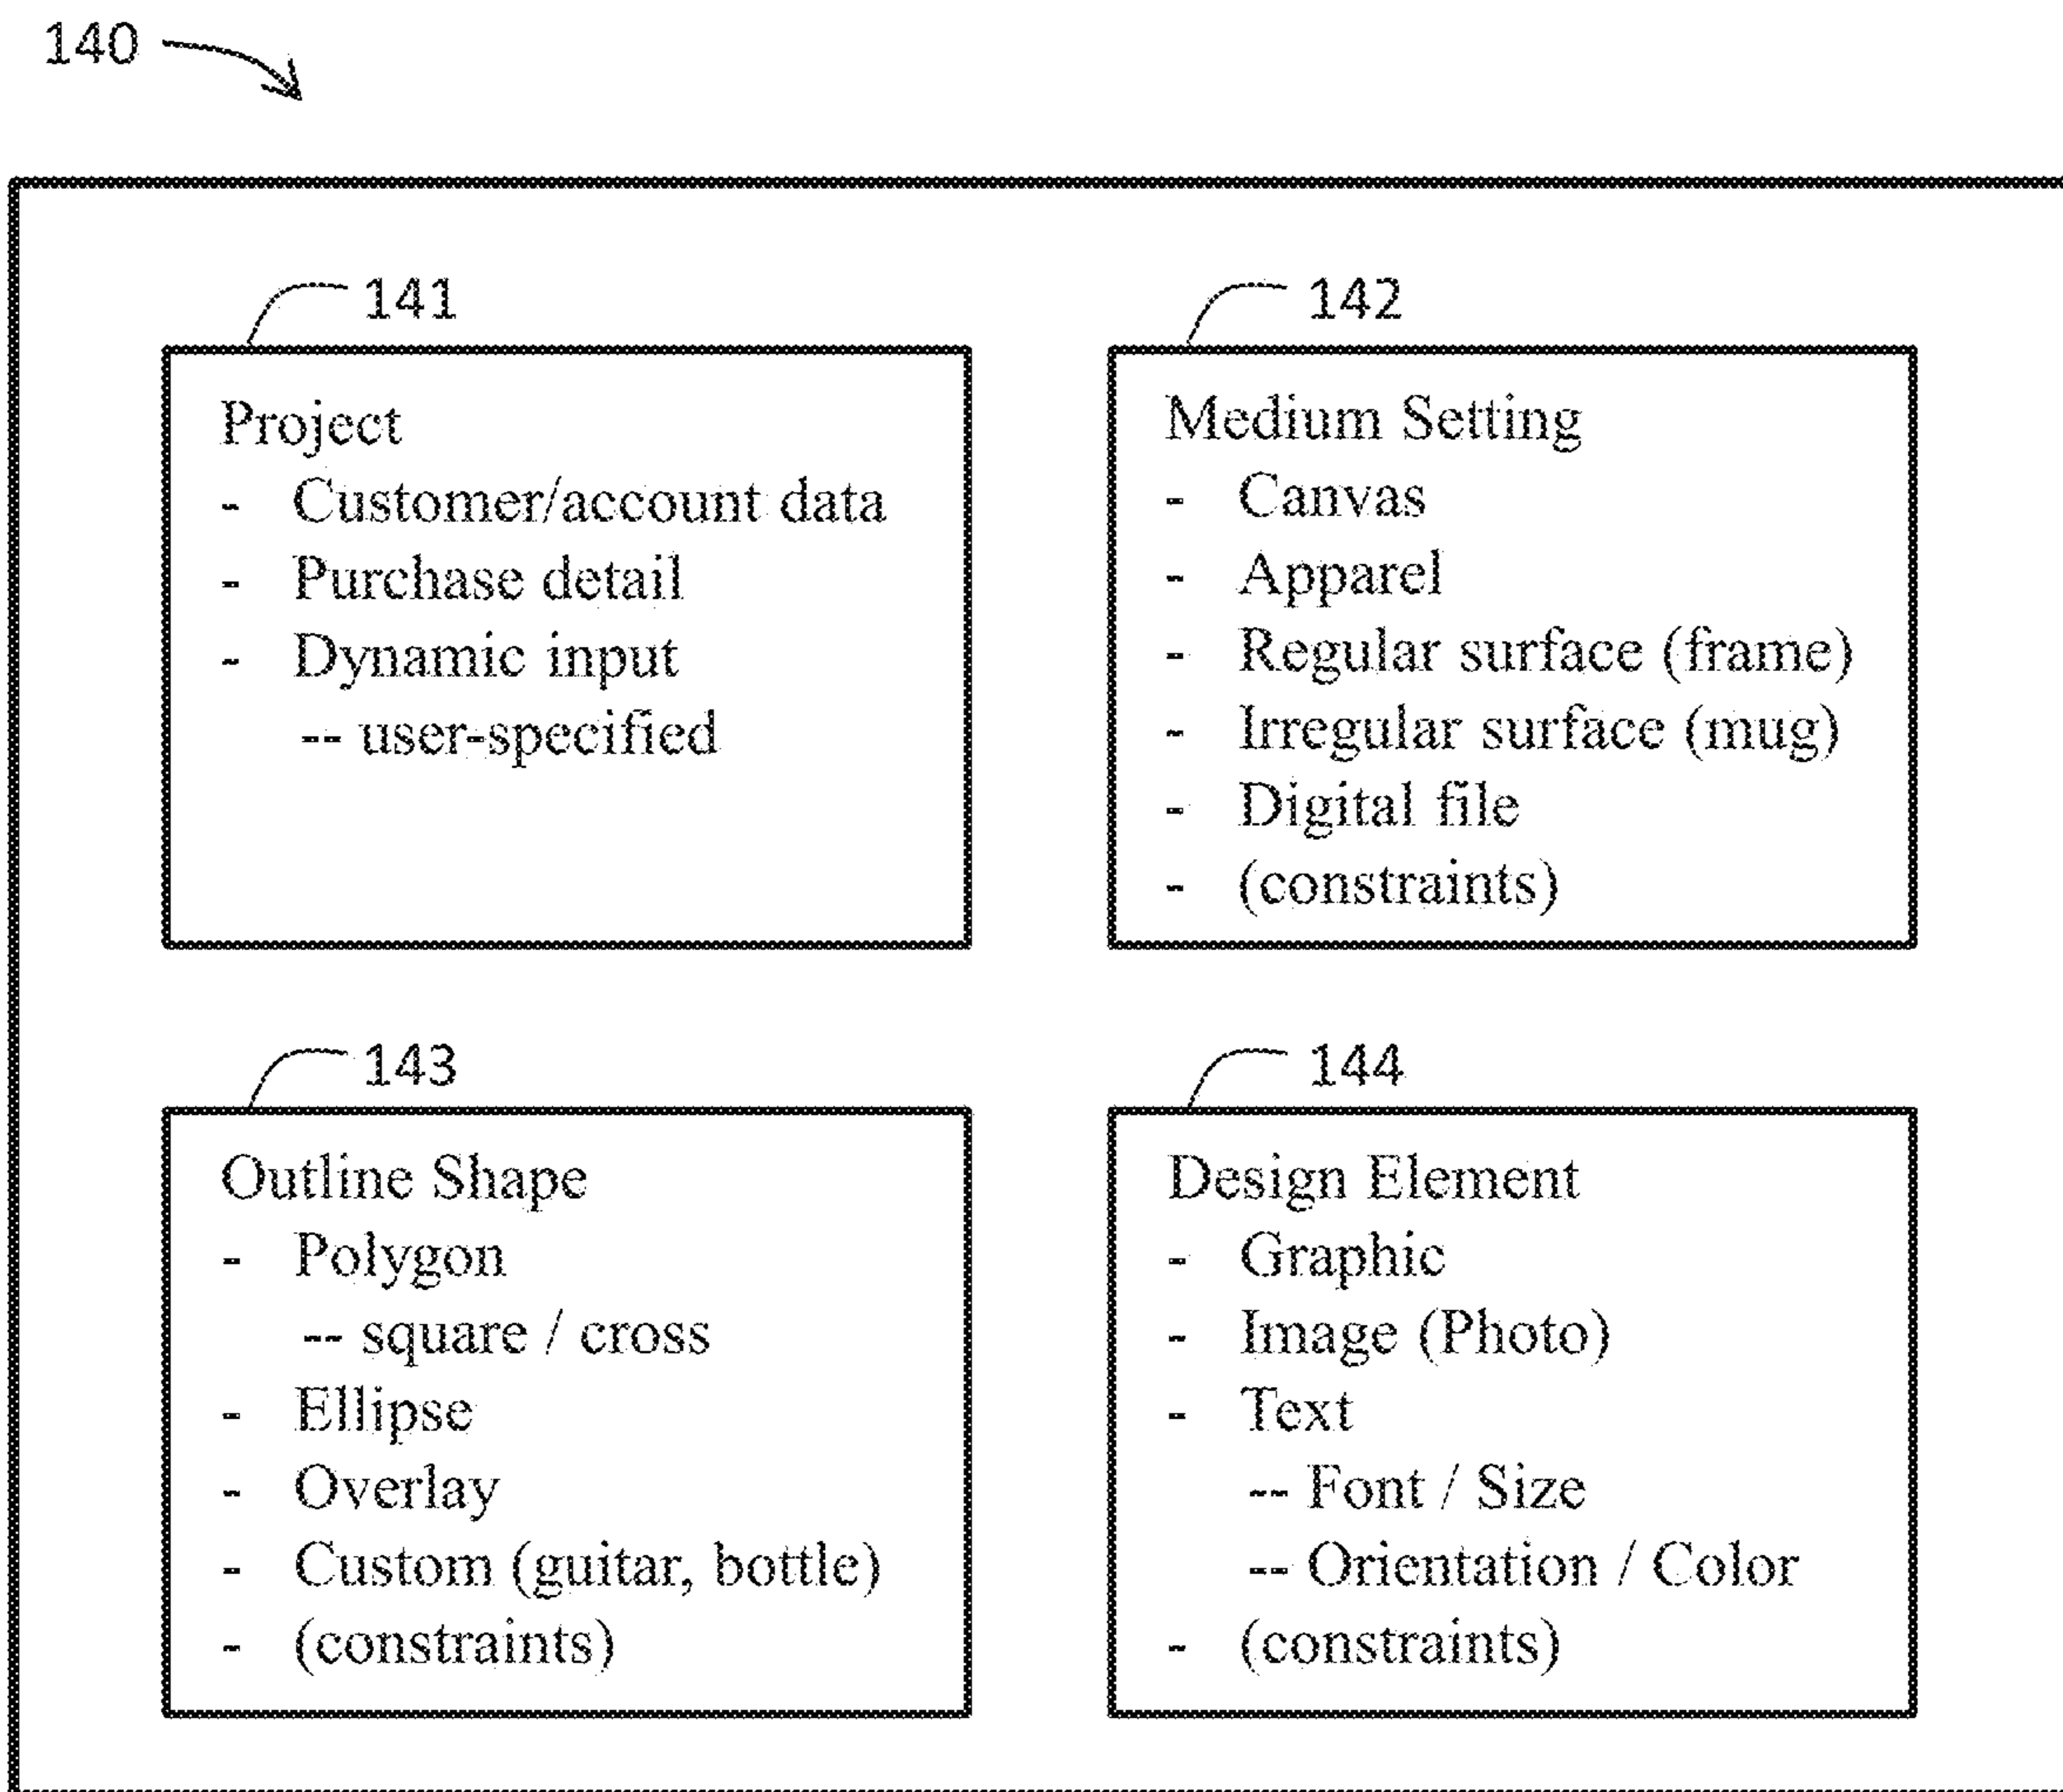 140
141
Project
- Customer/account data
- Purchase detail
- Dynamic input
-- user-specified
142
Medium Setting
- Canvas
- Apparel
- Regular surface (frame)
- Irregular surface (mug)
- Digital file
- (constraints)
143
Outline Shape
- Polygon
-- square / cross
- Ellipse
- Overlay
- Custom (guitar, bottle)
- (constraints)
144
Design Element
- Graphic
- Image (Photo)
- Text
-- Font / Size
-- Orientation / Color
- (constraints)